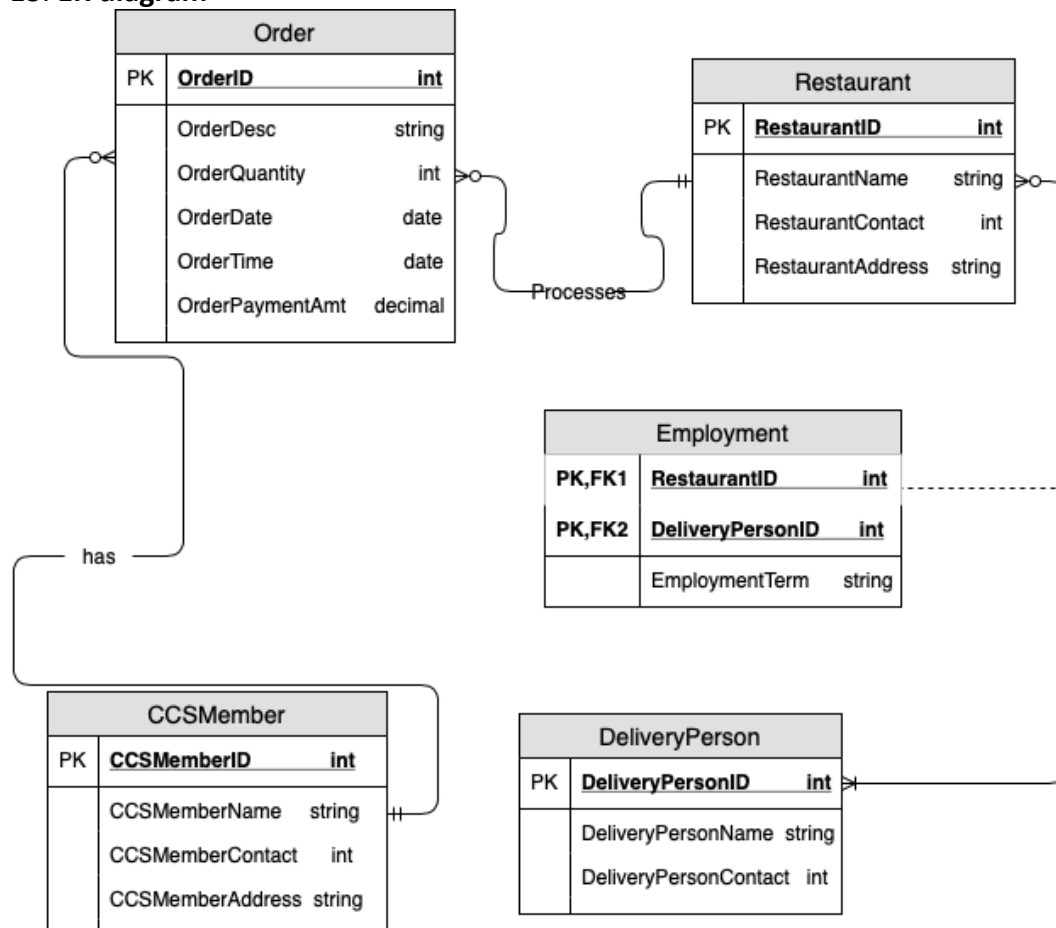 Order
PK OrderID int
OrderDesc string
OrderQuantity int
OrderDate date
OrderTime date
OrderPaymentAmt decimal
Restaurant
PK RestaurantID int
RestaurantName string
RestaurantContact int
RestaurantAddress string
Processes
Employment
PK,FK1 RestaurantID int
PK,FK2 DeliveryPersonID int
EmploymentTerm string
has
CCSMember
PK CCSMemberID int
CCSMemberName string
CCSMemberContact int
CCSMemberAddress string
DeliveryPerson
PK DeliveryPersonID int
DeliveryPersonName string
DeliveryPersonContact int